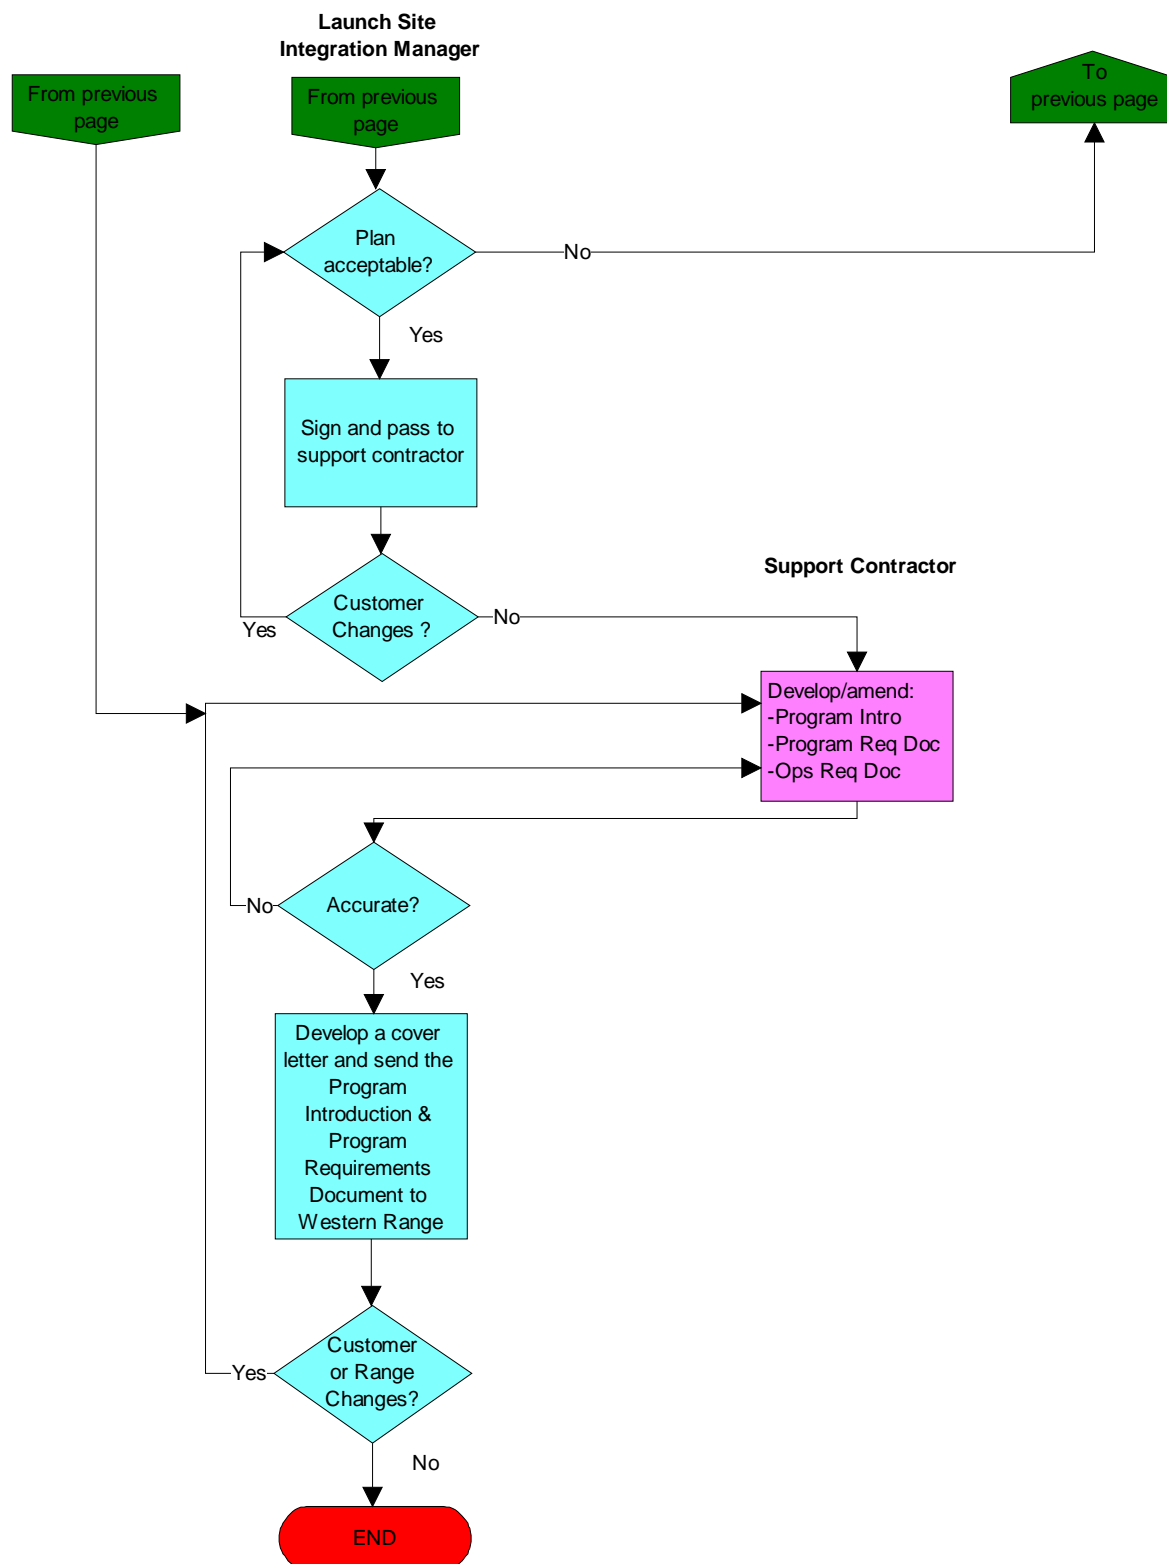 Launch Site
Integration Manager
From previous
page
From previous
page
To
previous page
Plan
acceptable?
No
Yes
Sign and pass to
support contractor
Support Contractor
Customer
Changes ?
No
Yes
Develop/amend:
-Program Intro
-Program Req Doc
-Ops Req Doc
Accurate?
No
Yes
Develop a cover
letter and send the
Program
Introduction &
Program
Requirements
Document to
Western Range
Customer
or Range
Changes?
Yes
No
END